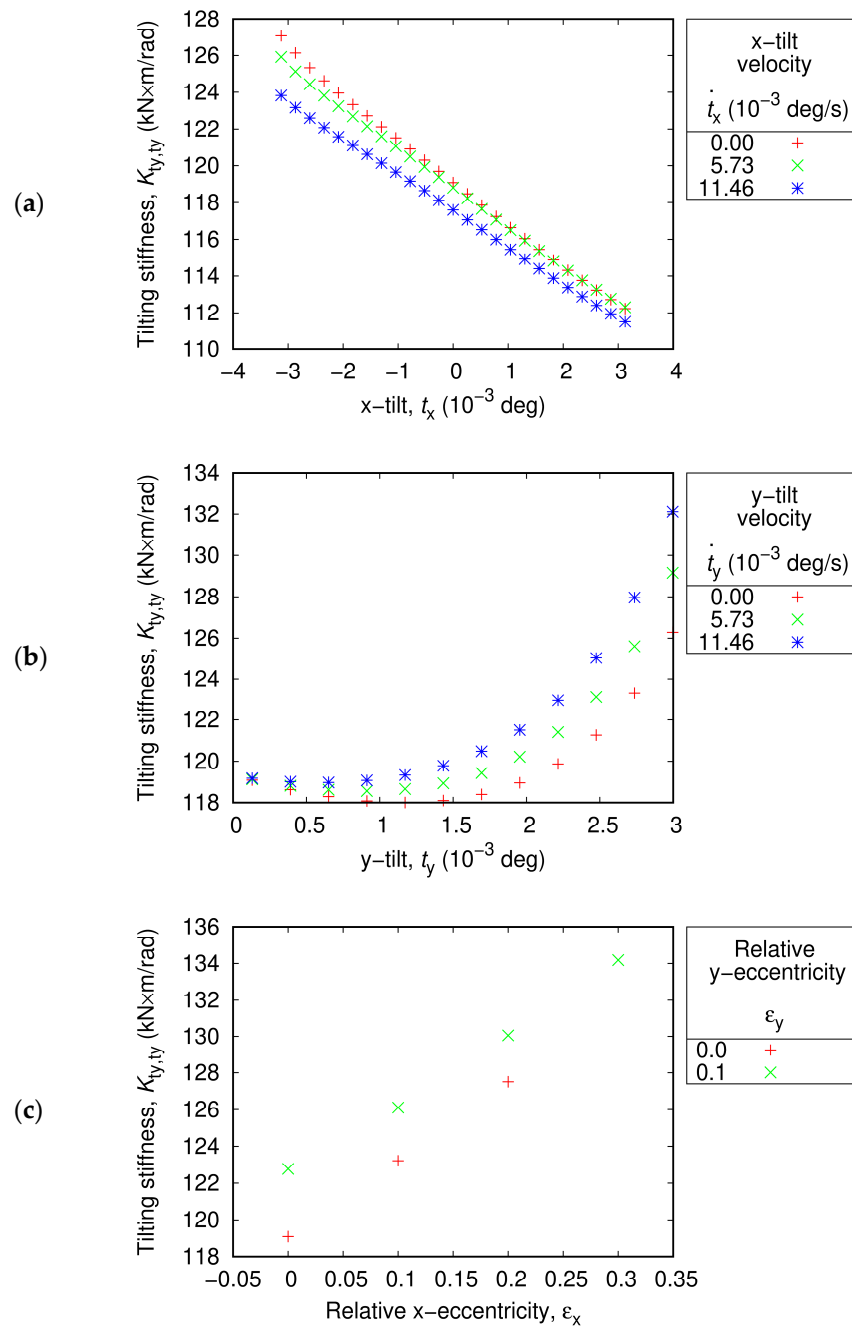 (a)
128
126
124
122
120
118
116
114
112
110
Tilting stiffness, K_ty,ty (kN×m/rad)
−4 −3 −2 −1 0 1 2 3 4
x−tilt, t_x (10^−3 deg)
x−tilt
velocity
ṫ_x (10^−3 deg/s)
0.00
5.73
11.46
(b)
134
132
130
128
126
124
122
120
118
Tilting stiffness, K_ty,ty (kN×m/rad)
0 0.5 1 1.5 2 2.5 3
y−tilt, t_y (10^−3 deg)
y−tilt
velocity
ṫ_y (10^−3 deg/s)
0.00
5.73
11.46
(c)
136
134
132
130
128
126
124
122
120
118
Tilting stiffness, K_ty,ty (kN×m/rad)
−0.05 0 0.05 0.1 0.15 0.2 0.25 0.3 0.35
Relative x−eccentricity, ε_x
Relative
y−eccentricity
ε_y
0.0
0.1